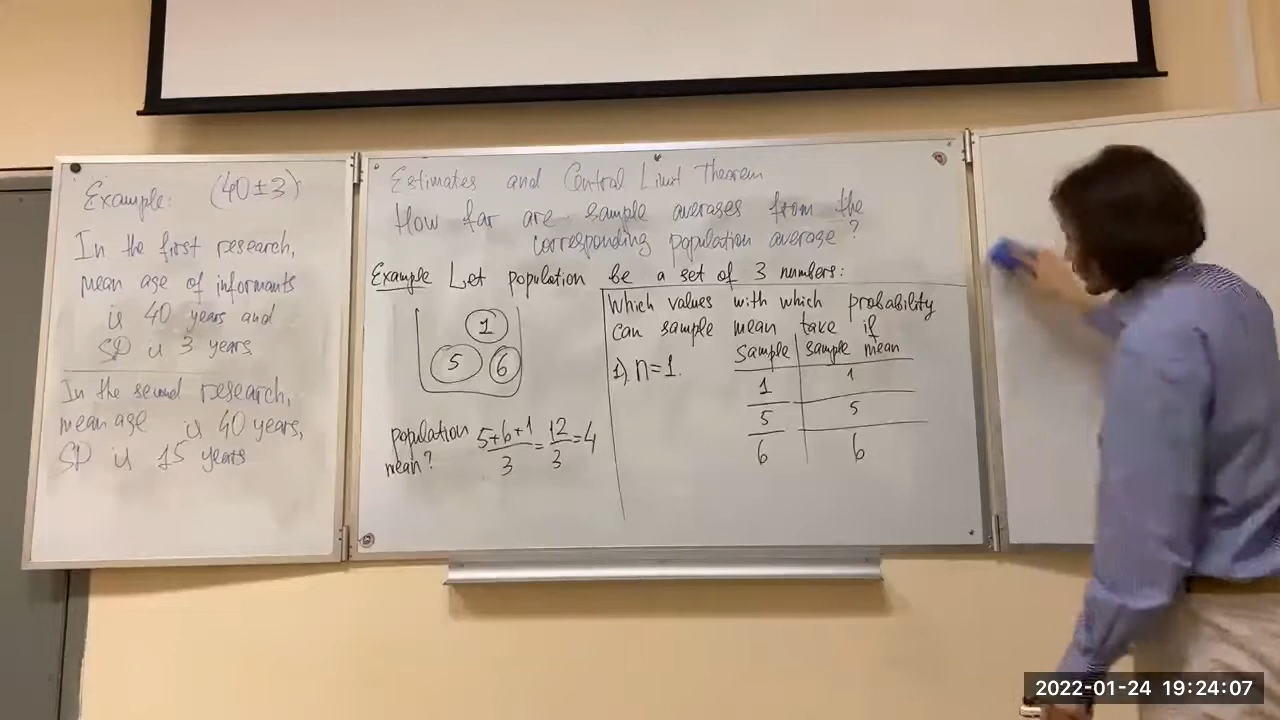 Example: (40±3)
In the first research,
mean age of informants
is 40 years and
SD is 3 years
In the second research,
mean age is 40 years,
SD is 15 years
Estimates and Central Limit Theorem
How far are sample averages from the
corresponding population average?
Example Let population be a set of 3 numbers:
1
5 6
population mean? 5+6+1/3=12/3=4
Which values with which probability
can sample mean take if
1). n=1.
sample sample mean
1 1
5 5
6 6
2022-01-24 19:24:07